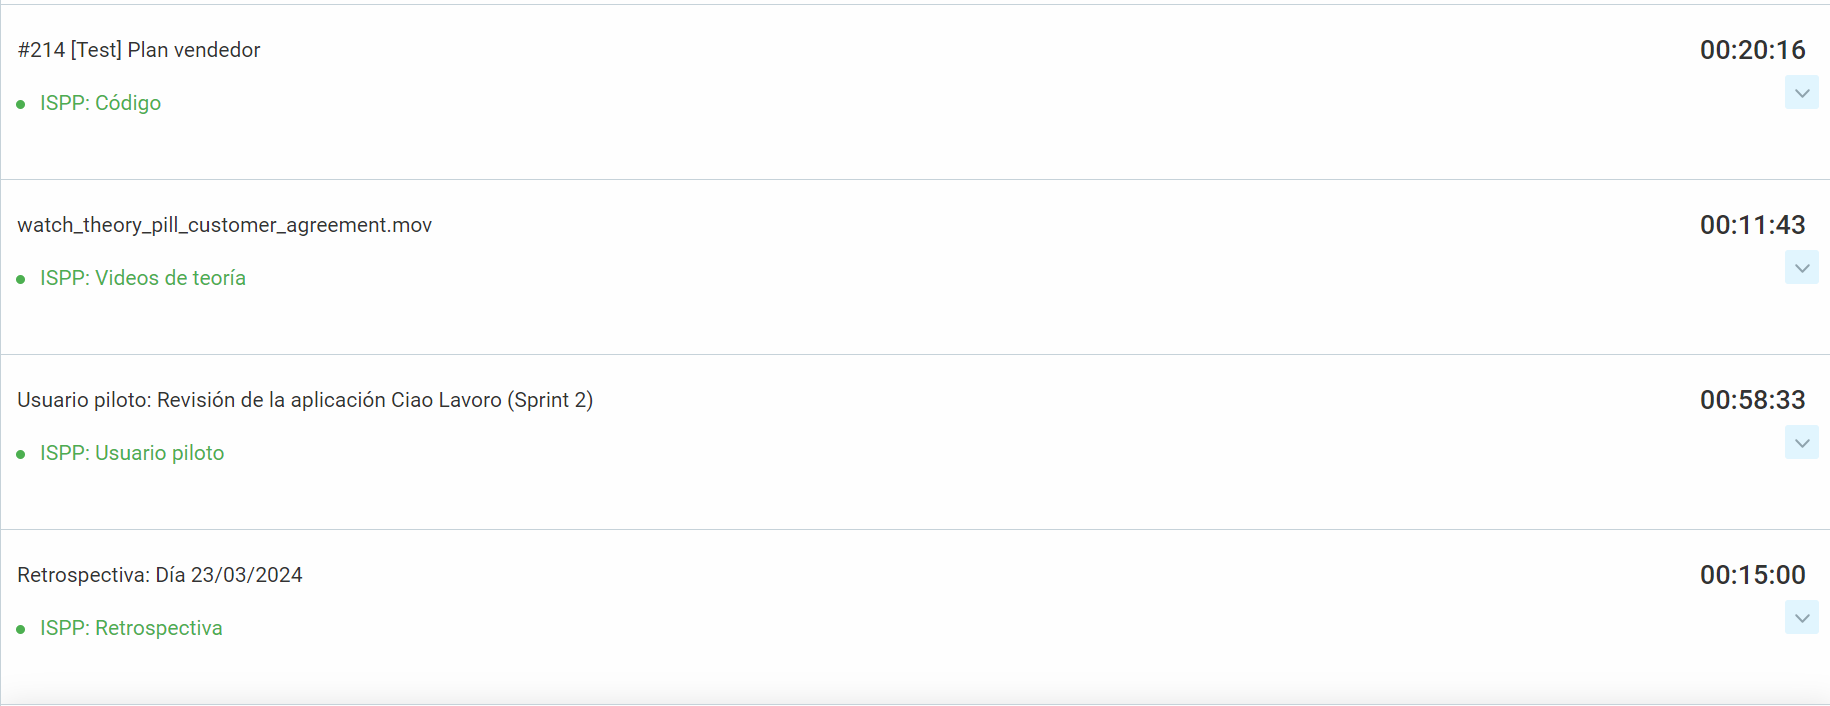 #214 [Test] Plan vendedor
00:20:16
ISPP: Código
watch_theory_pill_customer_agreement.mov
00:11:43
ISPP: Videos de teoría
Usuario piloto: Revisión de la aplicación Ciao Lavoro (Sprint 2)
00:58:33
ISPP: Usuario piloto
Retrospectiva: Día 23/03/2024
00:15:00
ISPP: Retrospectiva